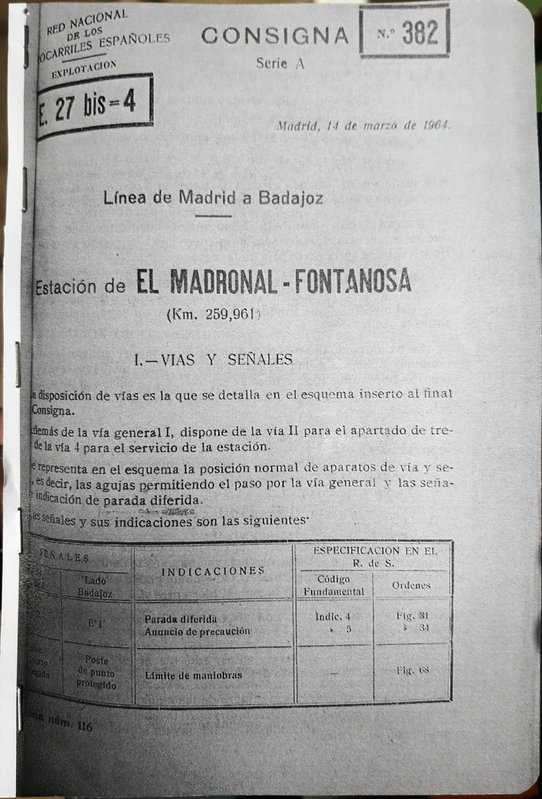 RED NACIONAL
DE LOS
OCARRILES ESPAÑOLES
EXPLOTACION
E. 27 bis=4
CONSIGNA
N.º 382
Serie A
Madrid, 14 de marzo de 1964.
Línea de Madrid a Badajoz
Estación de EL MADRONAL-FONTANOSA
(Km. 259,961)
I.—VIAS Y SEÑALES
a disposición de vías es la que se detalla en el esquema inserto al final
Consigna.
demás de la vía general I, dispone de la vía II para el apartado de tre-
de la vía 4 para el servicio de la estación.
e representa en el esquema la posición normal de aparatos de vía y se-
, es decir, las agujas permitiendo el paso por la vía general y las seña-
indicación de parada diferida.
as señales y sus indicaciones son las siguientes:
SEÑALES
INDICACIONES
ESPECIFICACION EN EL
R. de S.
Lado
Badajoz
Código
Fundamental
Ordenes
E'1
Parada diferida
Indic. 4
Fig. 31
Anuncio de precaución
» 5
» 34
Poste
de punto
protegido
Límite de maniobras
—
Fig. 68
núm. 116